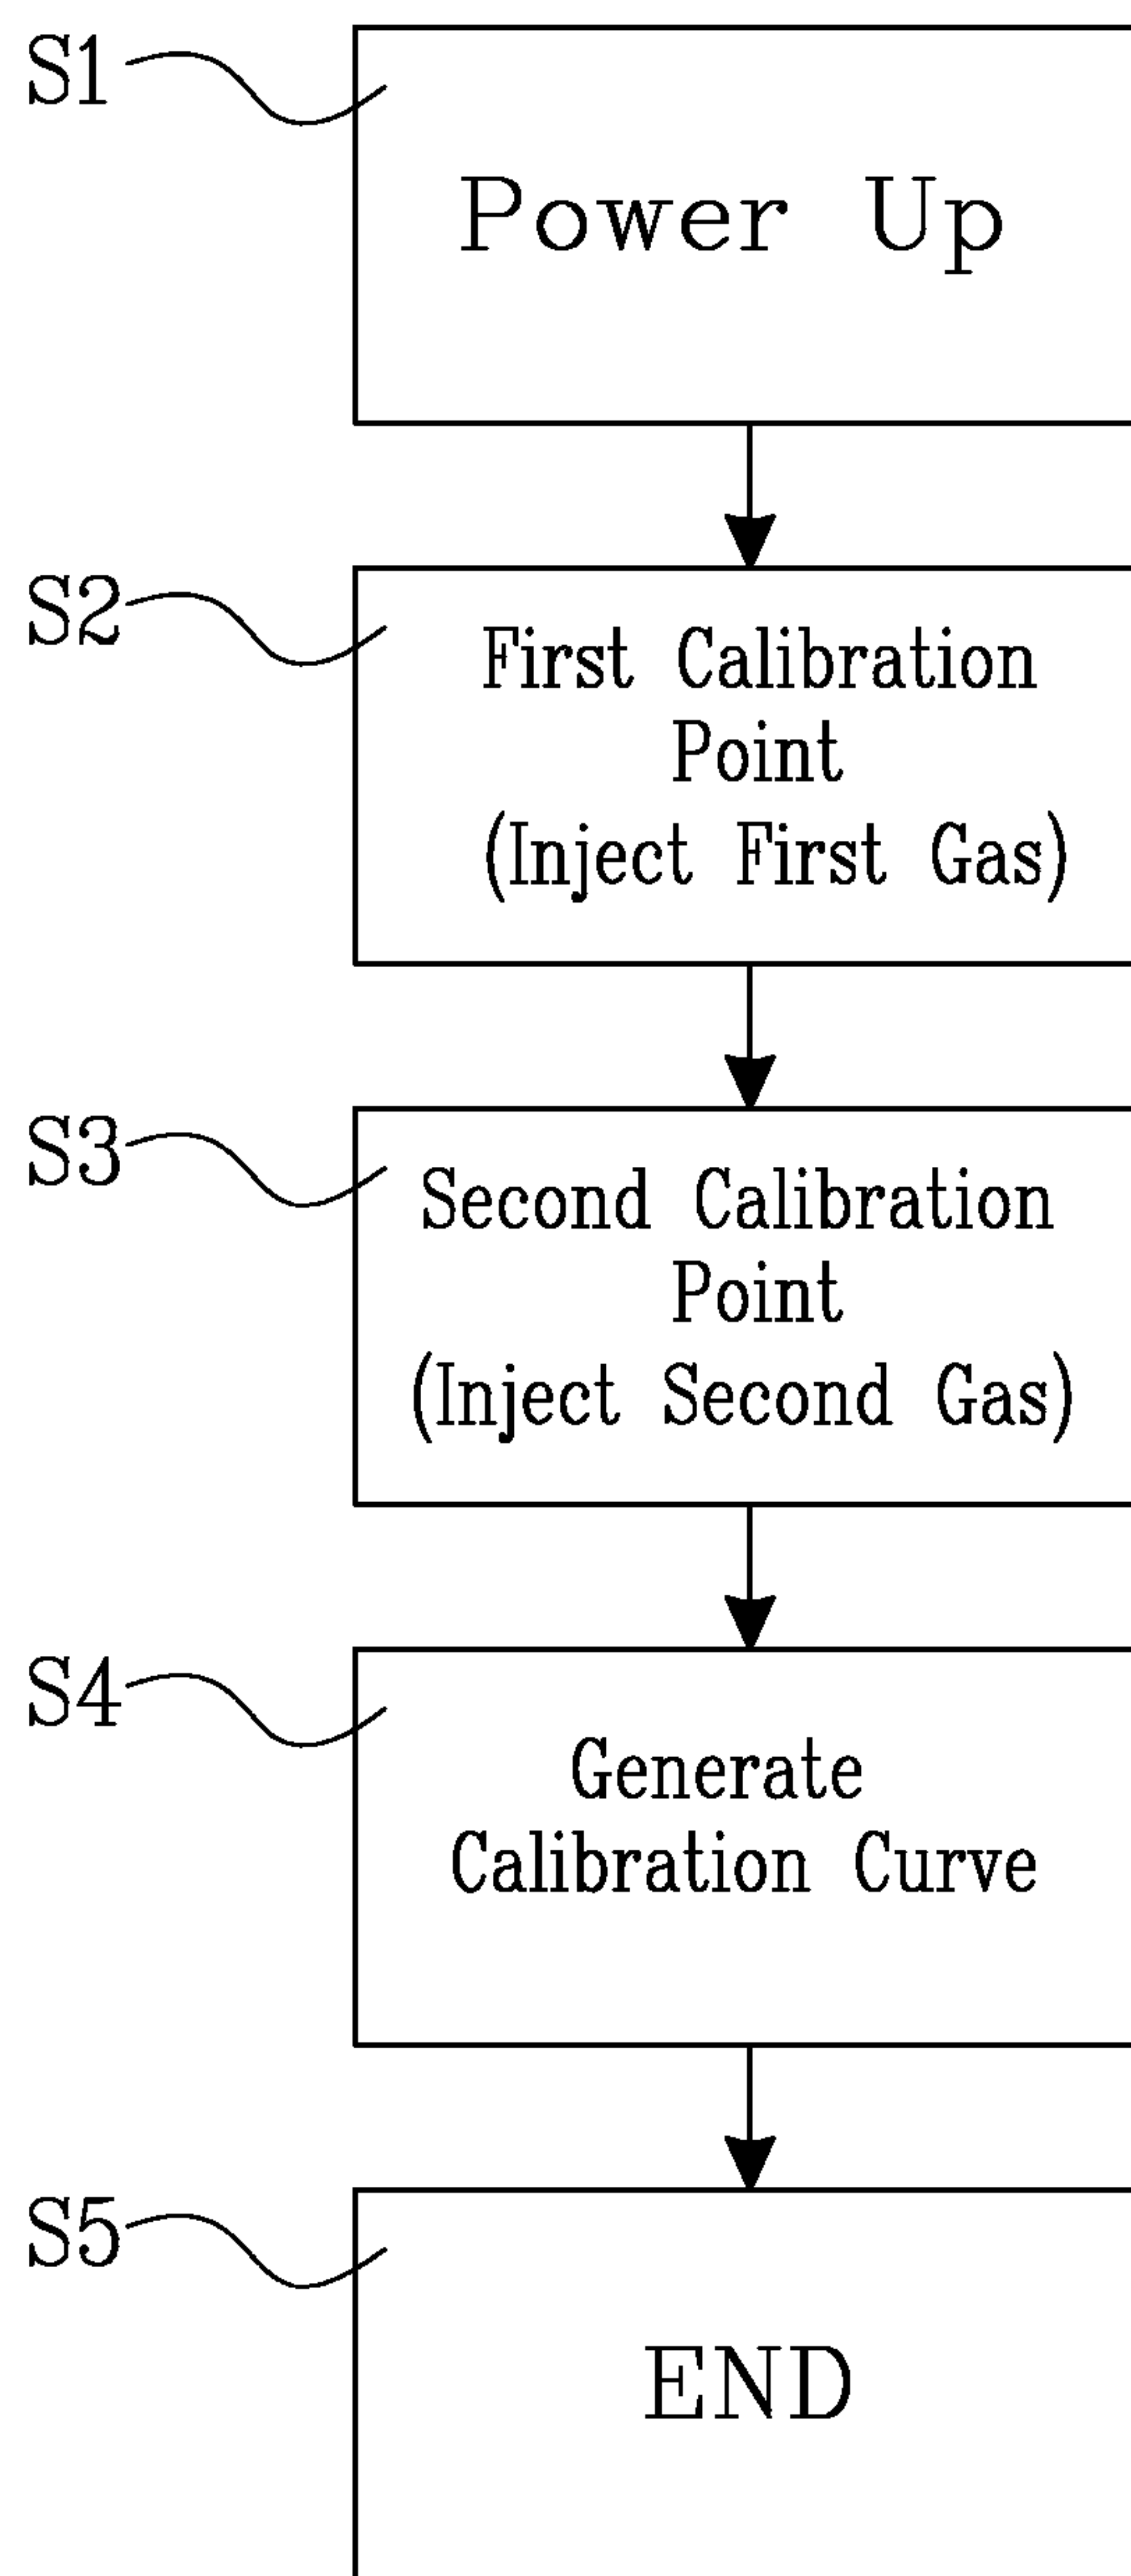 S1
Power Up
S2
First Calibration
Point
(Inject First Gas)
S3
Second Calibration
Point
(Inject Second Gas)
S4
Generate
Calibration Curve
S5
END